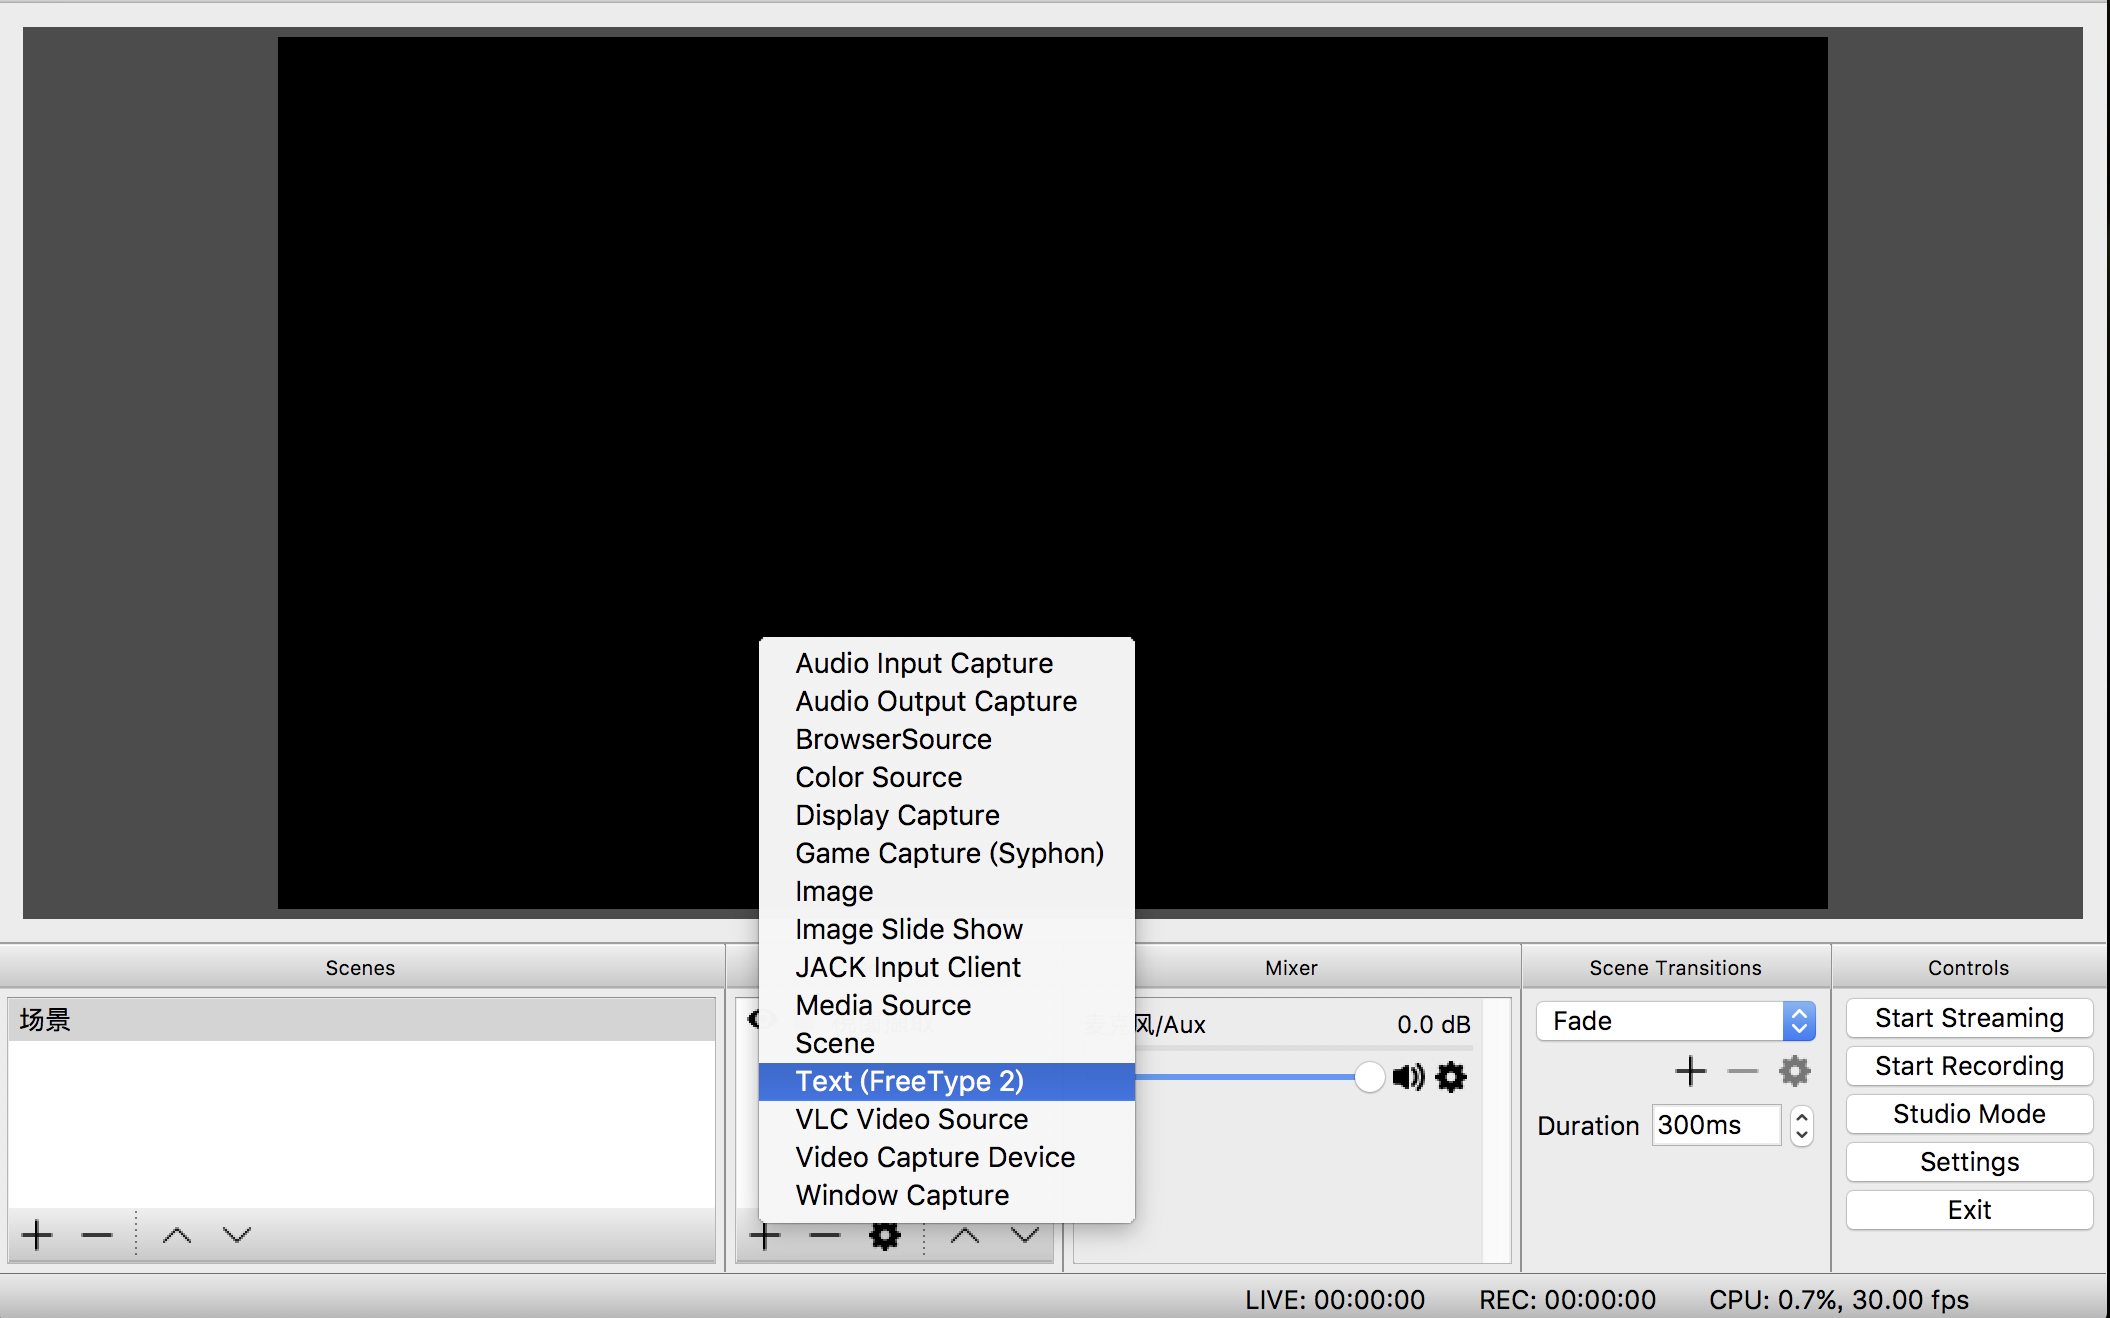 Audio Input Capture
Audio Output Capture
BrowserSource
Color Source
Display Capture
Game Capture (Syphon)
Image
Image Slide Show
JACK Input Client
Media Source
Scene
Text (FreeType 2)
VLC Video Source
Video Capture Device
Window Capture
Scenes
场景
Mixer
风/Aux 0.0 dB
Scene Transitions
Fade
Duration 300ms
Controls
Start Streaming
Start Recording
Studio Mode
Settings
Exit
LIVE: 00:00:00 REC: 00:00:00 CPU: 0.7%, 30.00 fps